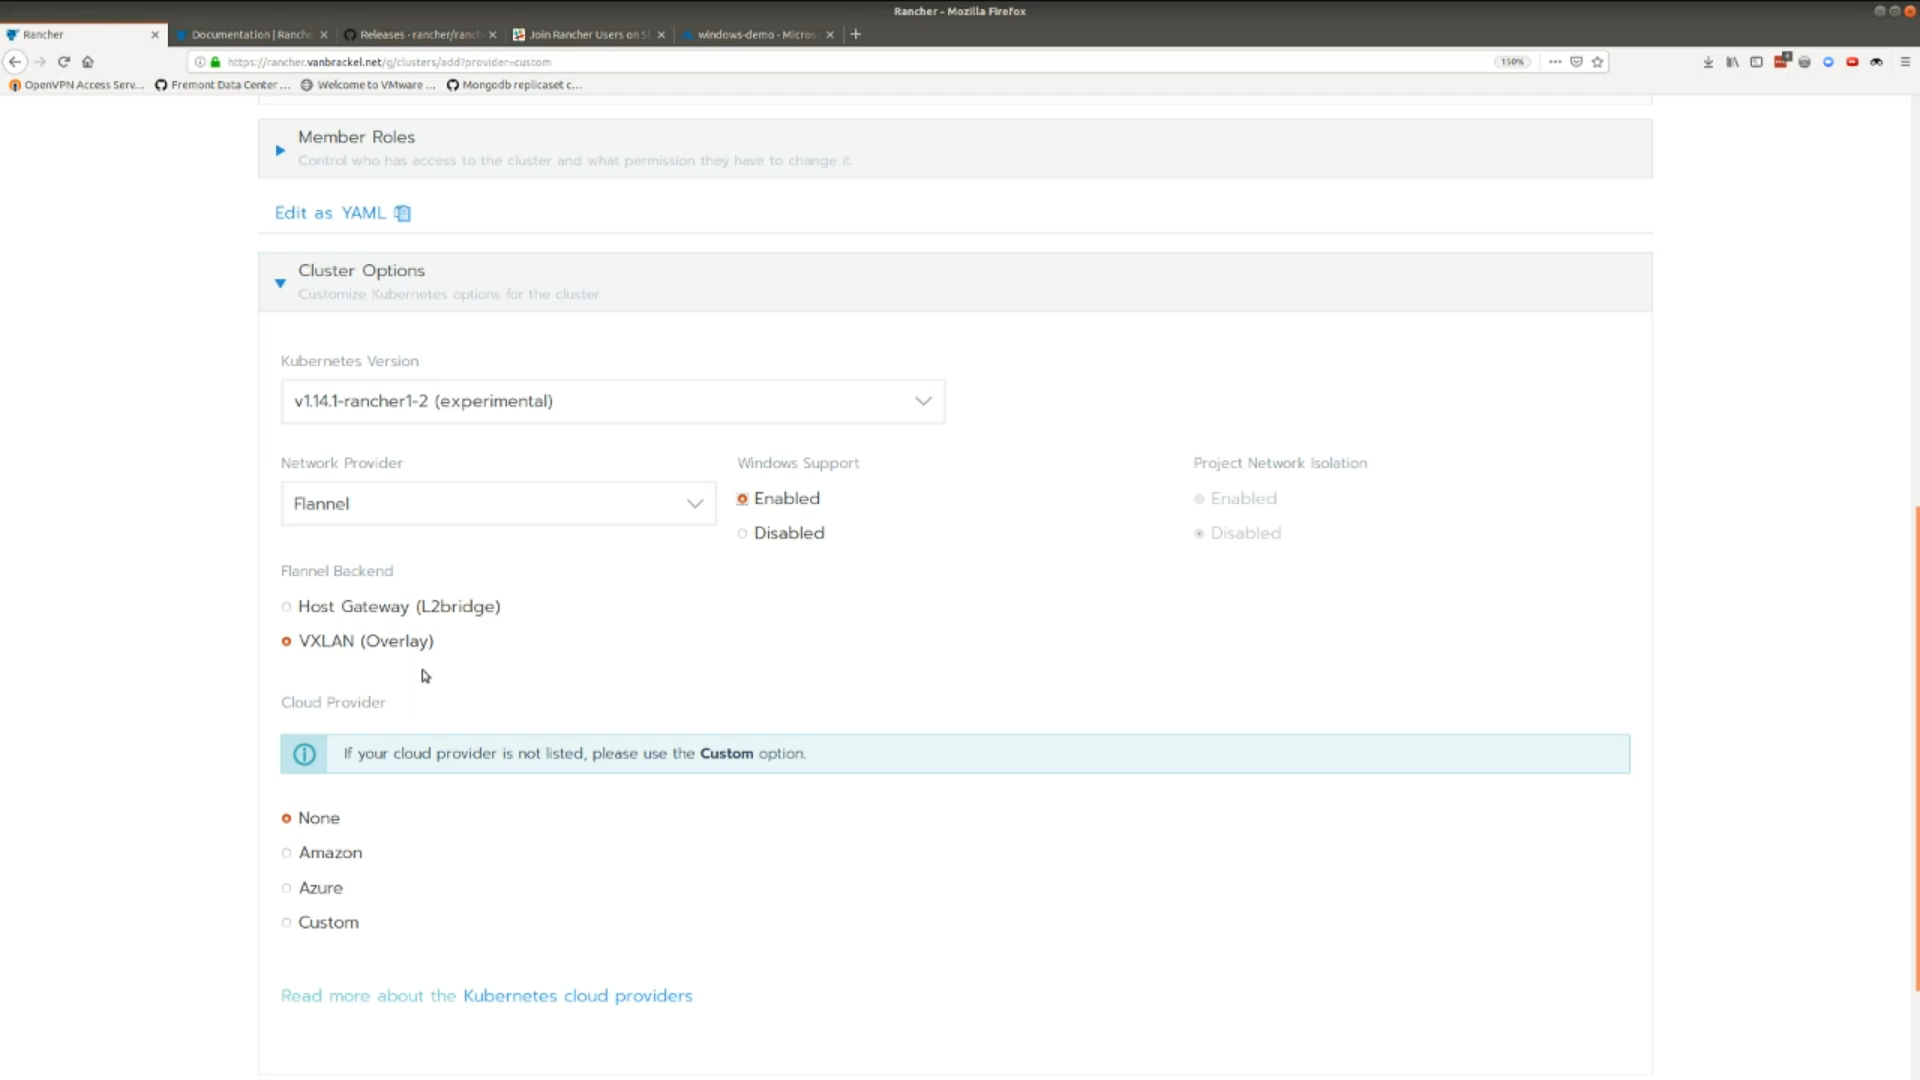 Rancher - Mozilla Firefox
Rancher
Documentation | Ranche
Releases · rancher/ranch
Join Rancher Users on Sl
windows-demo - Micros
https://rancher.vanbrackel.net/g/clusters/add?provider=custom
150%
OpenVPN Access Serv...
Fremont Data Center ...
Welcome to VMware ...
Mongodb replicaset c...
Member Roles
Control who has access to the cluster and what permission they have to change it.
Edit as YAML
Cluster Options
Customize Kubernetes options for the cluster
Kubernetes Version
v1.14.1-rancher1-2 (experimental)
Network Provider
Windows Support
Project Network Isolation
Flannel
Enabled
Enabled
Disabled
Disabled
Flannel Backend
Host Gateway (L2bridge)
VXLAN (Overlay)
Cloud Provider
If your cloud provider is not listed, please use the Custom option.
None
Amazon
Azure
Custom
Read more about the Kubernetes cloud providers